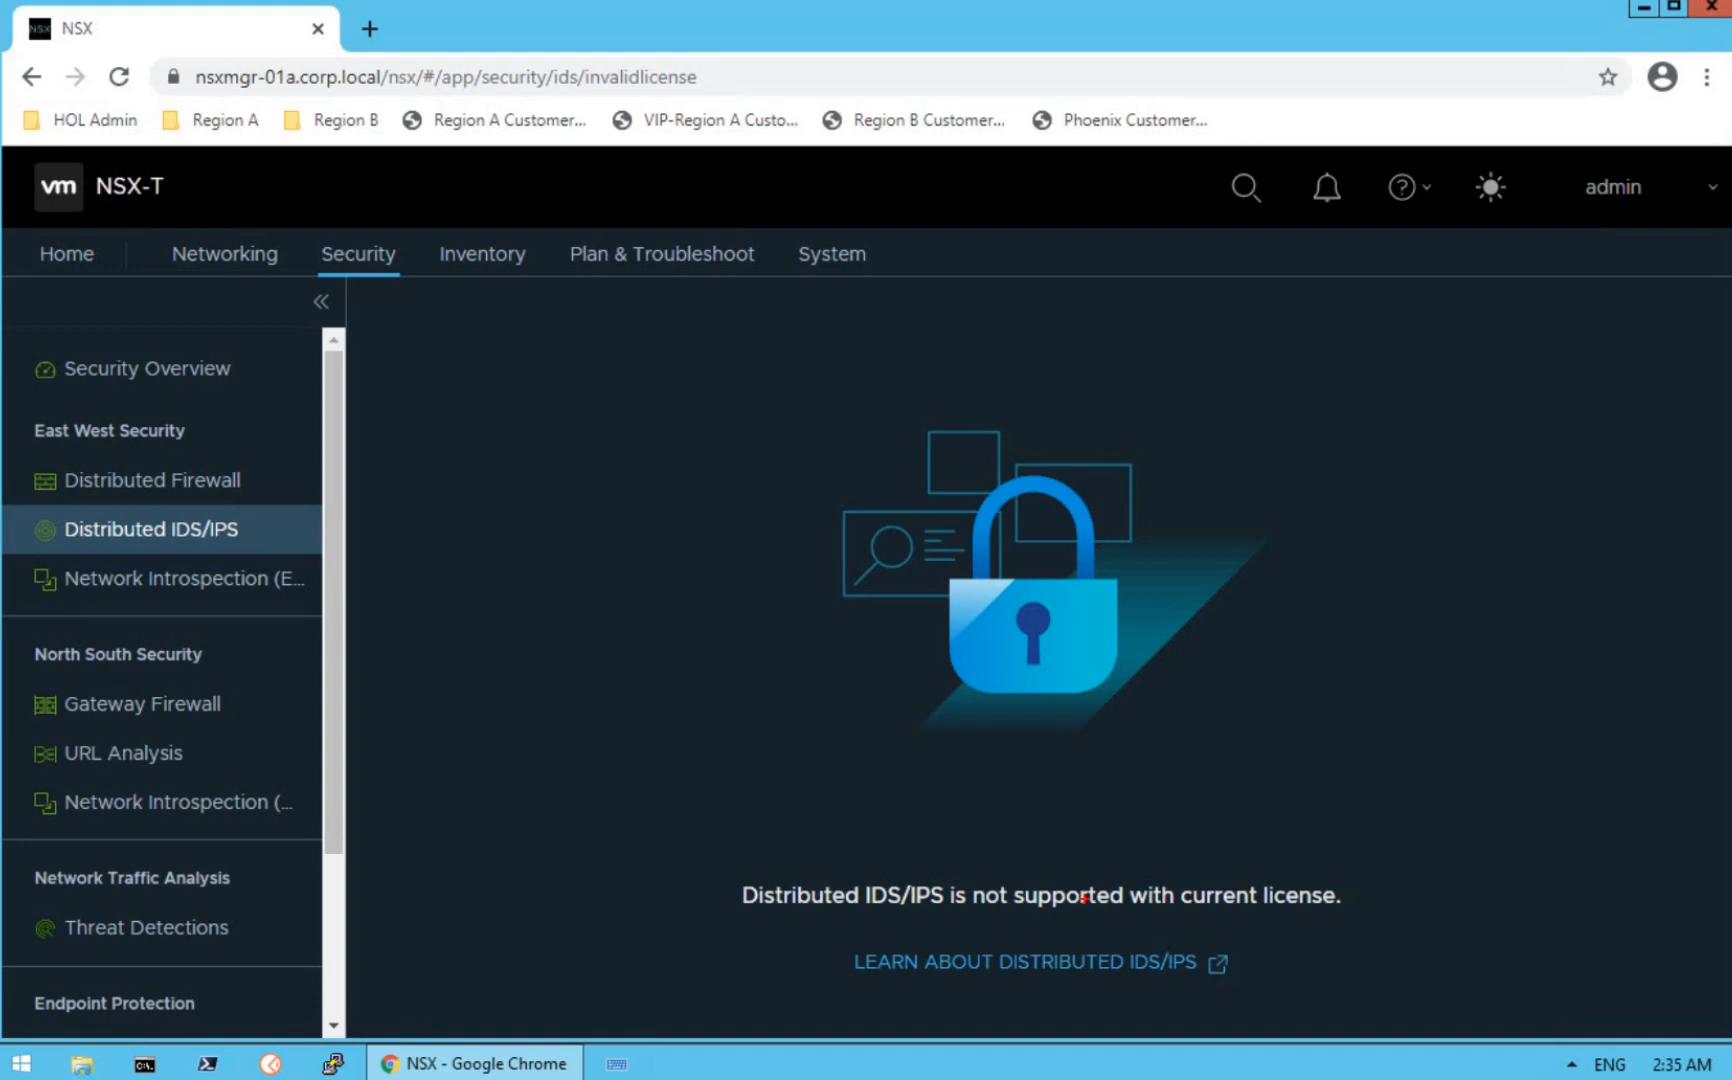 NSX
nsxmgr-01a.corp.local/nsx/#/app/security/ids/invalidlicense
HOL Admin Region A Region B Region A Customer... VIP-Region A Custo... Region B Customer... Phoenix Customer...
vm NSX-T admin
Home Networking Security Inventory Plan & Troubleshoot System
Security Overview
East West Security
Distributed Firewall
Distributed IDS/IPS
Network Introspection (E...
North South Security
Gateway Firewall
URL Analysis
Network Introspection (...
Network Traffic Analysis
Threat Detections
Endpoint Protection
Distributed IDS/IPS is not supported with current license.
LEARN ABOUT DISTRIBUTED IDS/IPS
NSX - Google Chrome ENG 2:35 AM